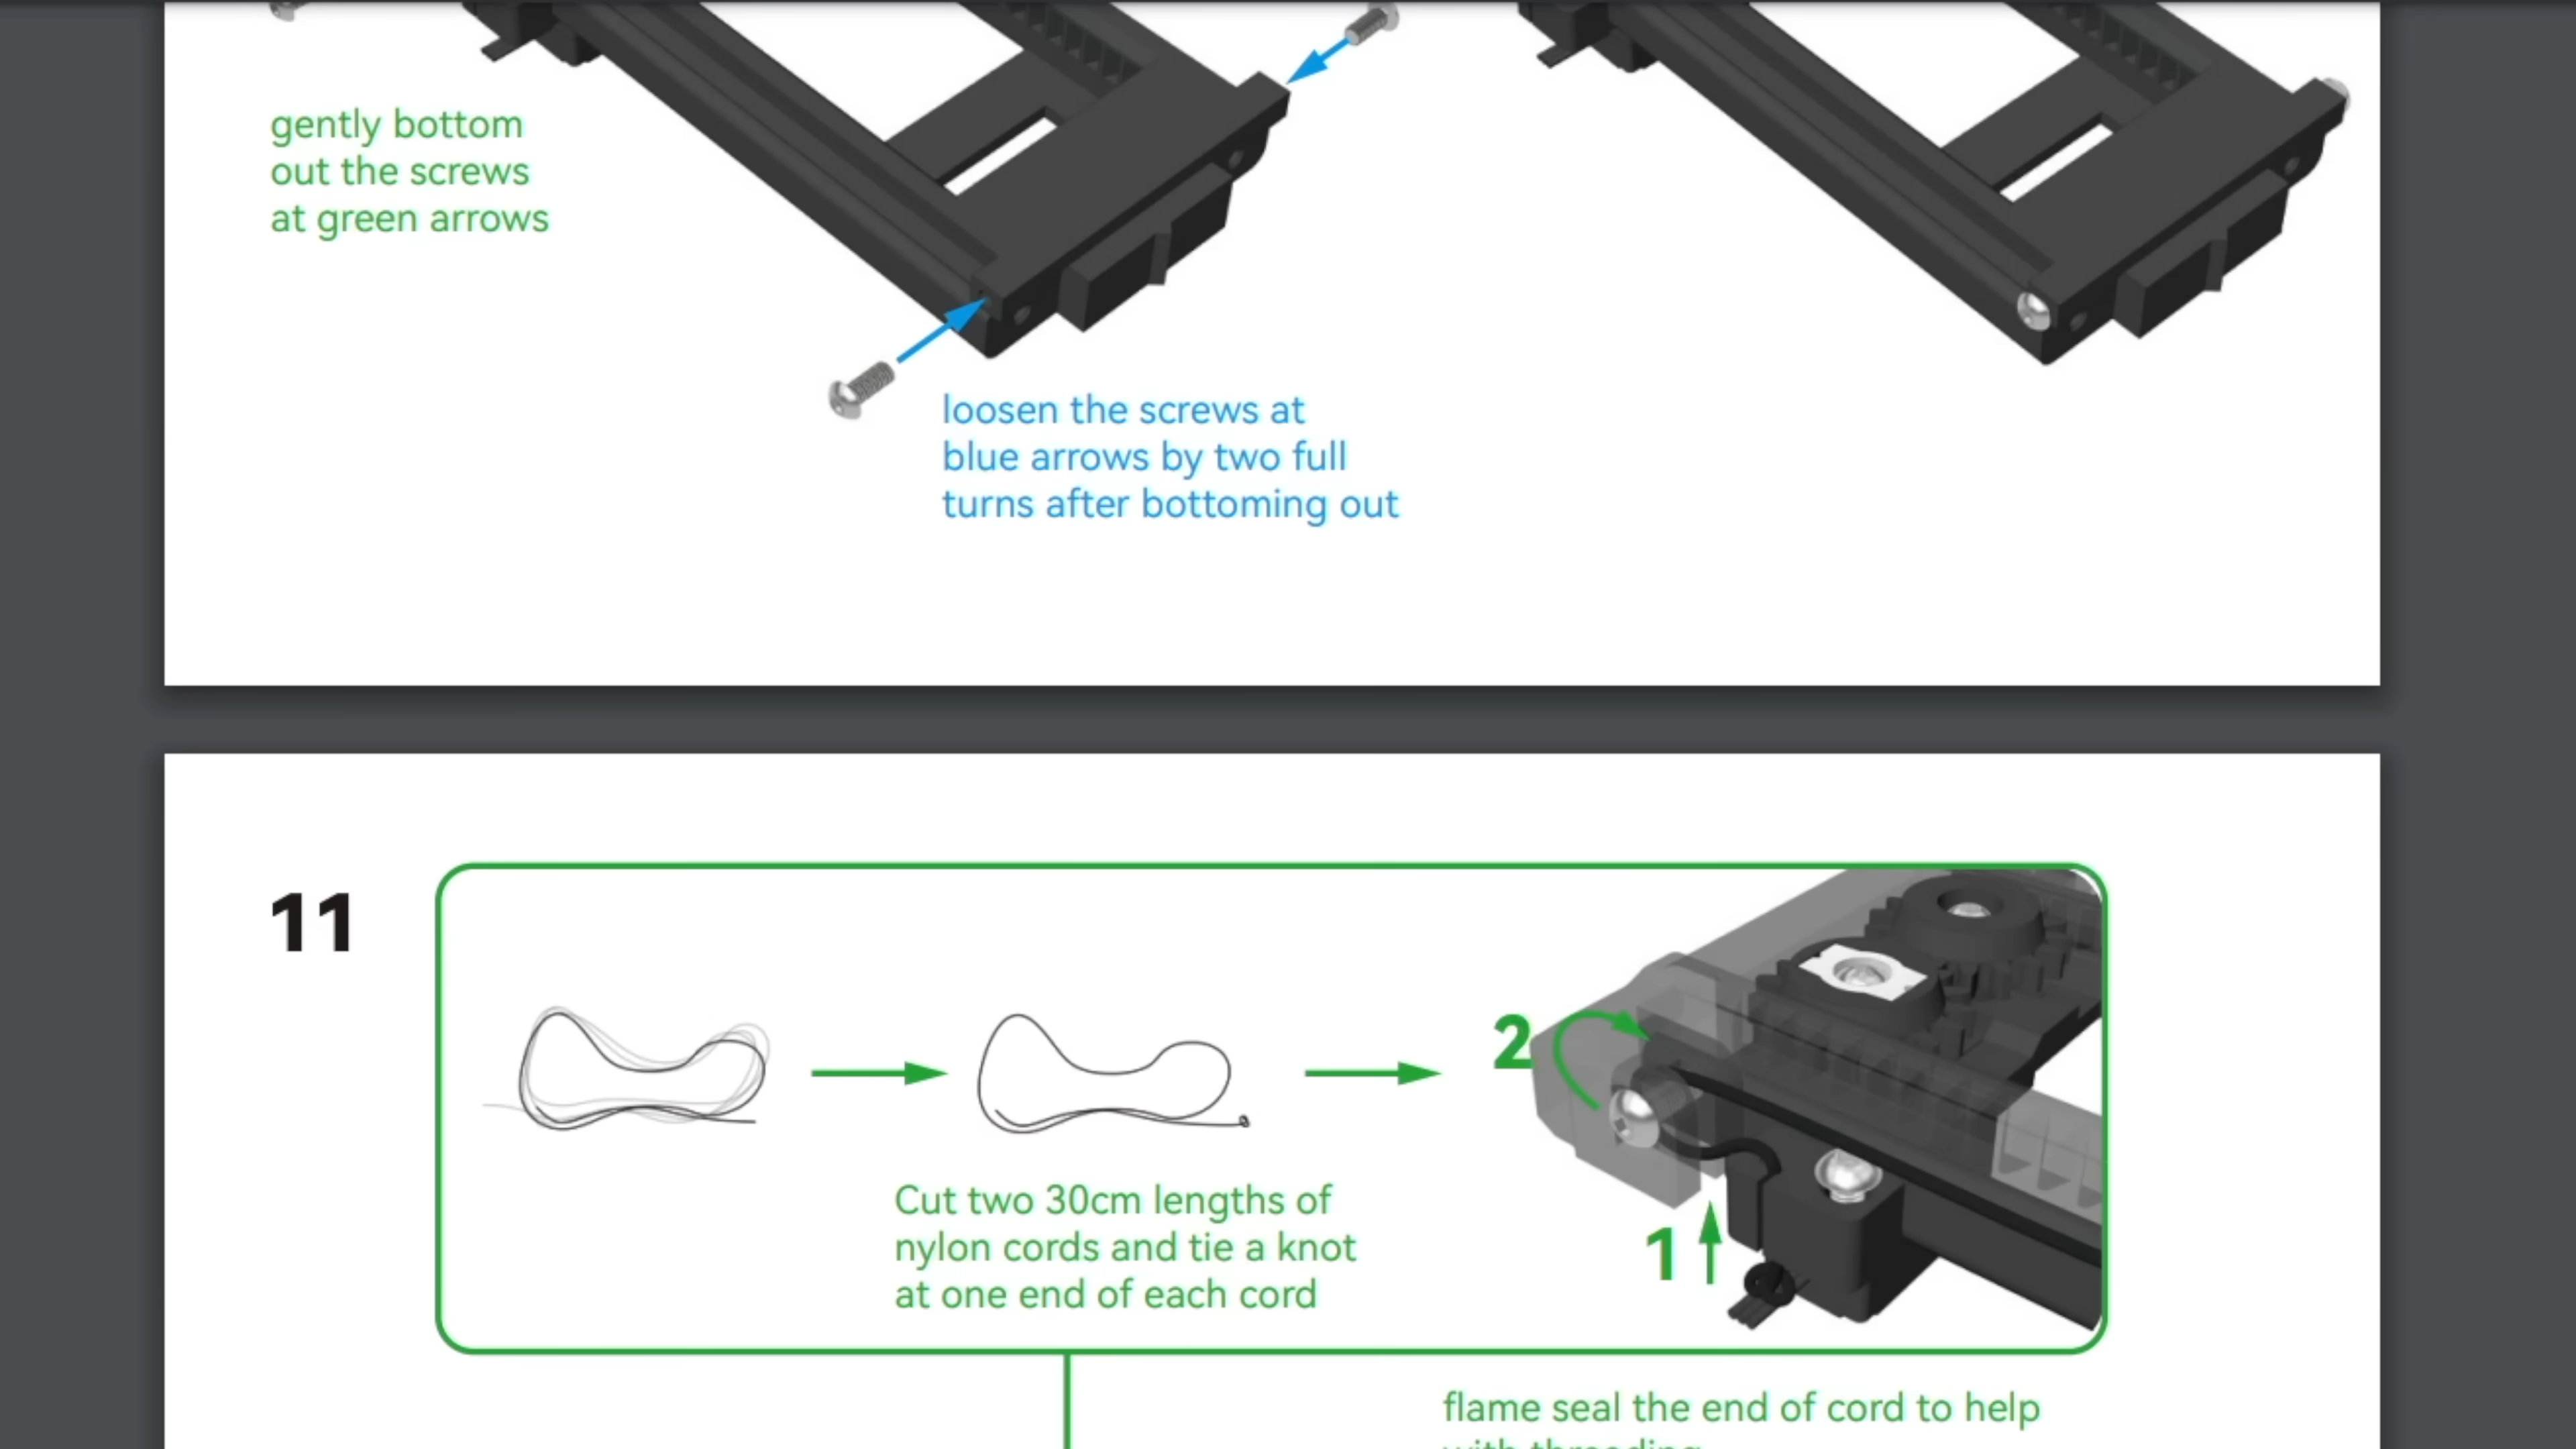 gently bottom
out the screws
at green arrows
loosen the screws at
blue arrows by two full
turns after bottoming out
11
2
1
Cut two 30cm lengths of
nylon cords and tie a knot
at one end of each cord
flame seal the end of cord to help
with threading